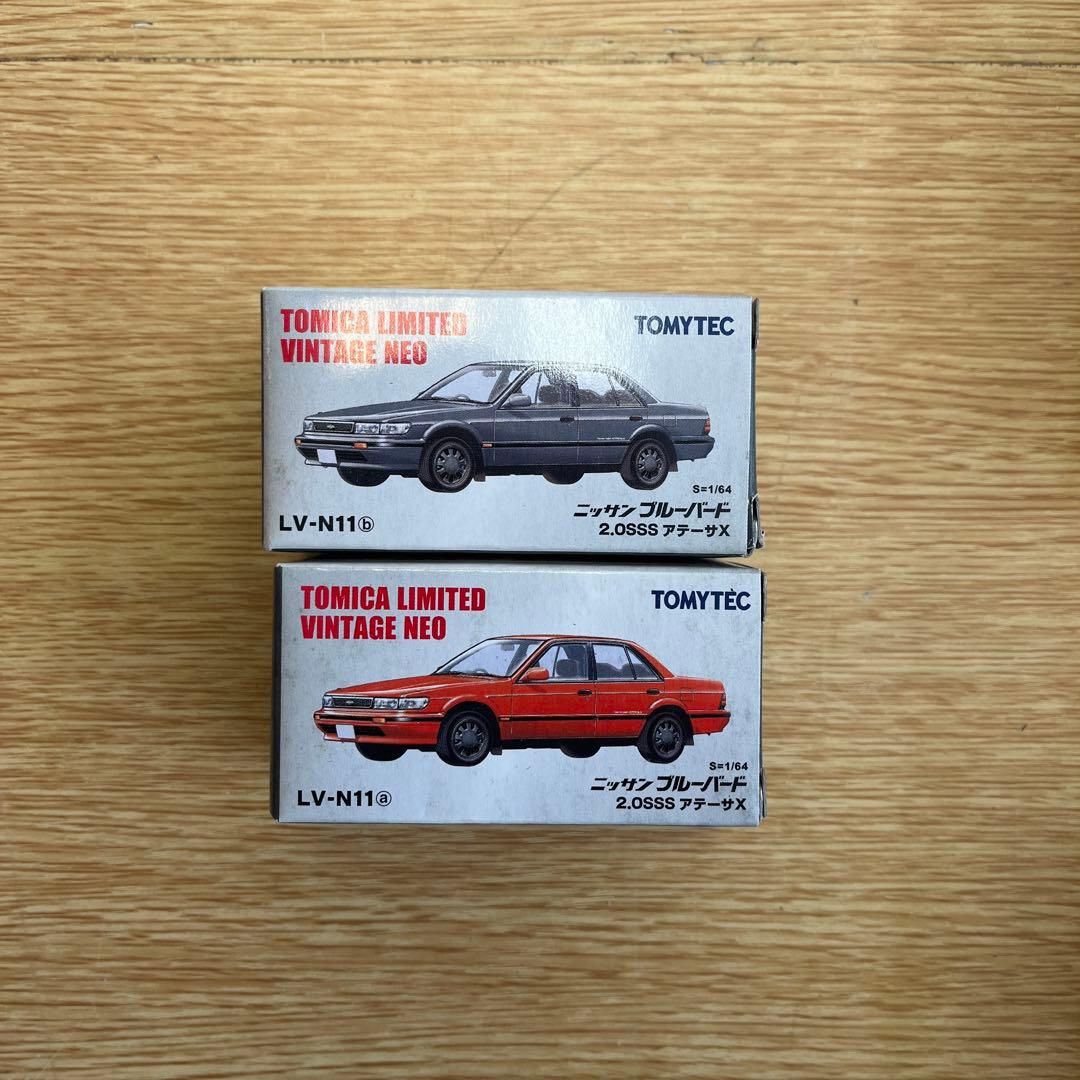 TOMICA LIMITED
VINTAGE NEO
TOMYTEC
S=1/64
LV-N11ⓑ
ニッサン ブルーバード
2.0SSS アテーサX
TOMICA LIMITED
VINTAGE NEO
TOMYTEC
S=1/64
LV-N11ⓐ
ニッサン ブルーバード
2.0SSS アテーサX